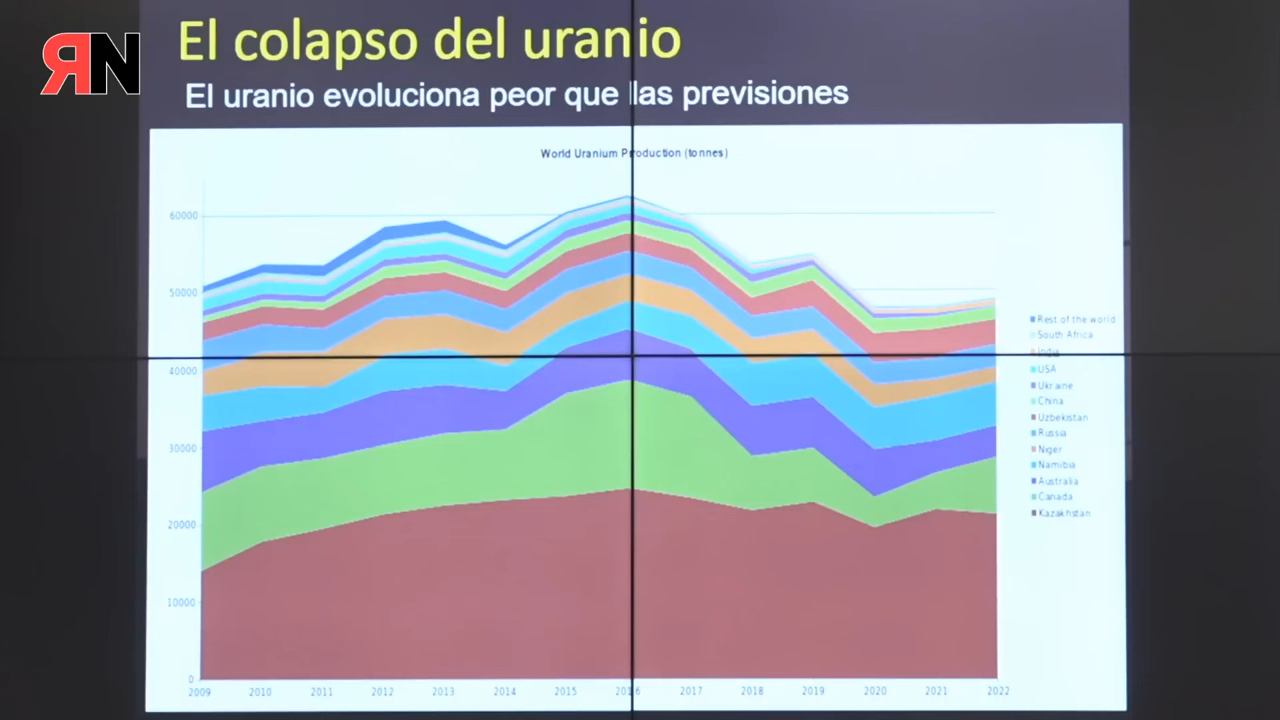 ЯN
El colapso del uranio
El uranio evoluciona peor que las previsiones
World Uranium Production (tonnes)
60000
50000
40000
30000
20000
10000
0
2009 2010 2011 2012 2013 2014 2015 2016 2017 2018 2019 2020 2021 2022
Rest of the world
South Africa
India
USA
Ukraine
China
Uzbekistan
Russia
Niger
Namibia
Australia
Canada
Kazakhstan